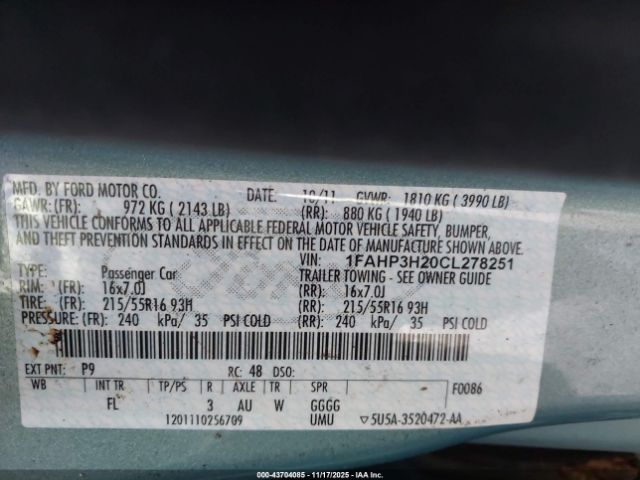 MFD. BY FORD MOTOR CO. DATE: 10/11 GVWR: 1810 KG ( 3990 LB)
GAWR: (FR): 972 KG ( 2143 LB) (RR): 880 KG ( 1940 LB)
THIS VEHICLE CONFORMS TO ALL APPLICABLE FEDERAL MOTOR VEHICLE SAFETY, BUMPER,
AND THEFT PREVENTION STANDARDS IN EFFECT ON THE DATE OF MANUFACTURE SHOWN ABOVE.
VIN: 1FAHP3H20CL278251
TYPE: Passenger Car TRAILER TOWING - SEE OWNER GUIDE
RIM: (FR) 16x7.0J (RR): 16x7.0J
TIRE: (FR): 215/55R16 93H (RR): 215/55R16 93H
PRESSURE: (FR): 240 kPa/ 35 PSI COLD (RR): 240 kPa/ 35 PSI COLD
EXT PNT: P9 RC: 48 DSO: F0086
WB INT TR TP/PS R AXLE TR SPR
FL 3 AU W GGGG
1201110256709 UMU 5U5A-3520472-AA
000-43704085 - 11/17/2025 - IAAI.com